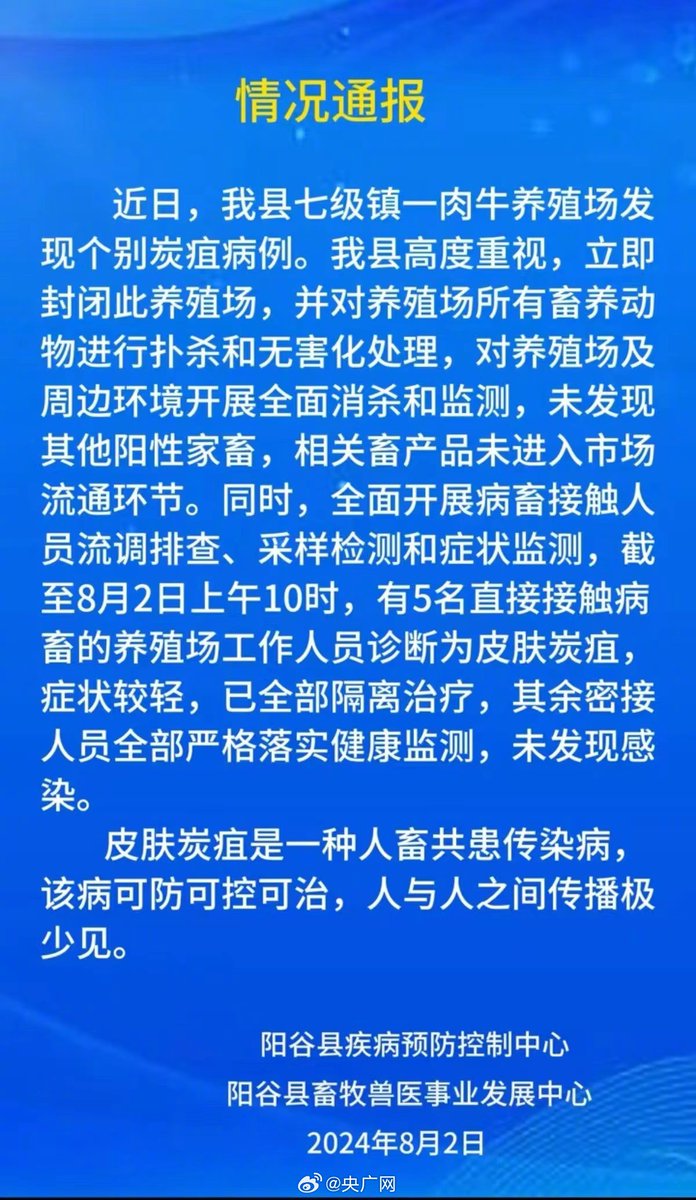 情况通报
近日，我县七级镇一肉牛养殖场发
现个别炭疽病例。我县高度重视，立即
封闭此养殖场，并对养殖场所有畜养动
物进行扑杀和无害化处理，对养殖场及
周边环境开展全面消杀和监测，未发现
其他阳性家畜，相关畜产品未进入市场
流通环节。同时，全面开展病畜接触人
员流调排查、采样检测和症状监测，截
至8月2日上午10时，有5名直接接触病
畜的养殖场工作人员诊断为皮肤炭疽，
症状较轻，已全部隔离治疗，其余密接
人员全部严格落实健康监测，未发现感
染。
皮肤炭疽是一种人畜共患传染病，
该病可防可控可治，人与人之间传播极
少见。
阳谷县疾病预防控制中心
阳谷县畜牧兽医事业发展中心
2024年8月2日
@央广网